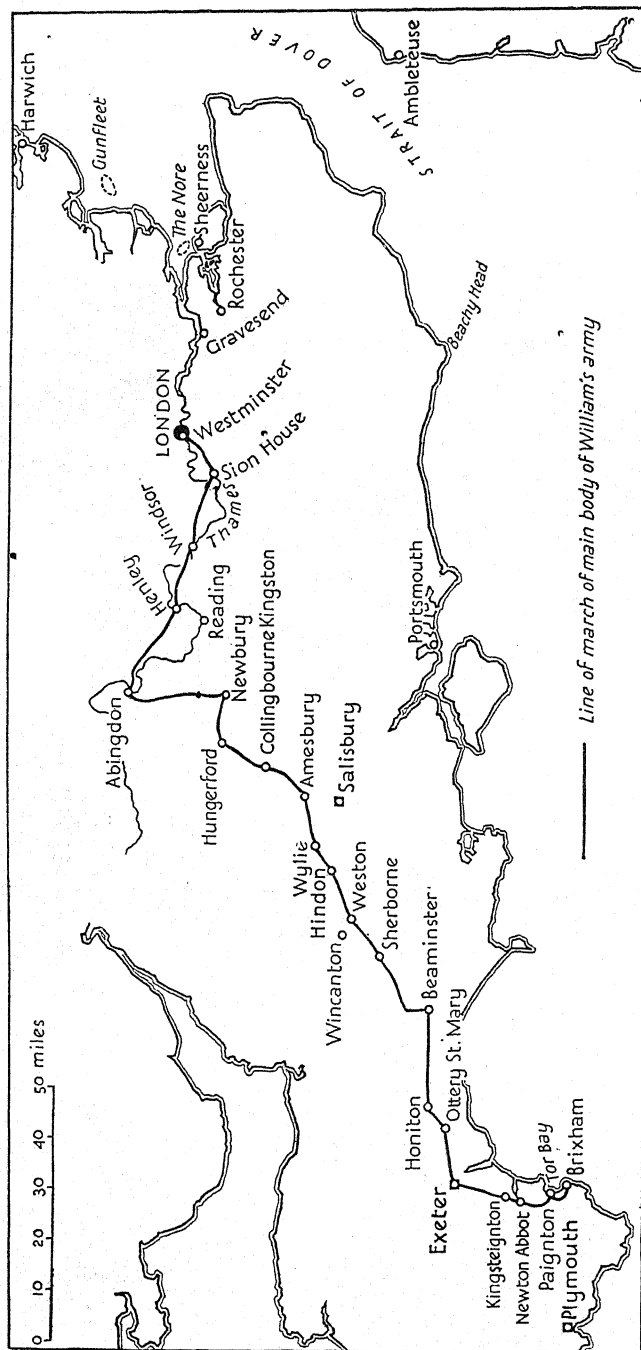 0 10 20 30 40 50 miles
Harwich
Gunfleet
The Nore
Sheerness
Rochester
Gravesend
LONDON
Westminster
Sion House
Thames
Windsor
Henley
Reading
Abingdon
Newbury
Hungerford
Collingbourne Kingston
Amesbury
Salisbury
Wylie
Hindon
Weston
Wincanton
Sherborne
Beaminster
Honiton
Ottery St. Mary
Exeter
Kingsteignton
Newton Abbot
Paignton
Tor Bay
Brixham
Plymouth
Portsmouth
Beachy Head
STRAIT OF DOVER
Ambleteuse
Line of march of main body of William's army